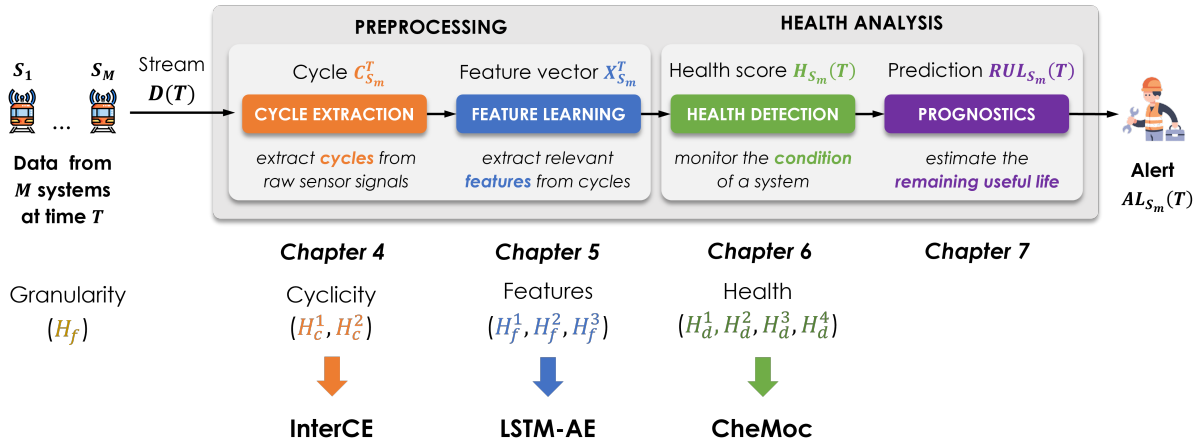 PREPROCESSING
HEALTH ANALYSIS
S₁ ... S_M
Stream
D(T)
Data from
M systems
at time T
Cycle C^T_{S_m}
CYCLE EXTRACTION
extract cycles from
raw sensor signals
Feature vector X^T_{S_m}
FEATURE LEARNING
extract relevant
features from cycles
Health score H_{S_m}(T)
HEALTH DETECTION
monitor the condition
of a system
Prediction RUL_{S_m}(T)
PROGNOSTICS
estimate the
remaining useful life
Alert
AL_{S_m}(T)
Chapter 4
Chapter 5
Chapter 6
Chapter 7
Granularity
(H_f)
Cyclicity
(H^1_c, H^2_c)
Features
(H^1_f, H^2_f, H^3_f)
Health
(H^1_d, H^2_d, H^3_d, H^4_d)
InterCE
LSTM-AE
CheMoc